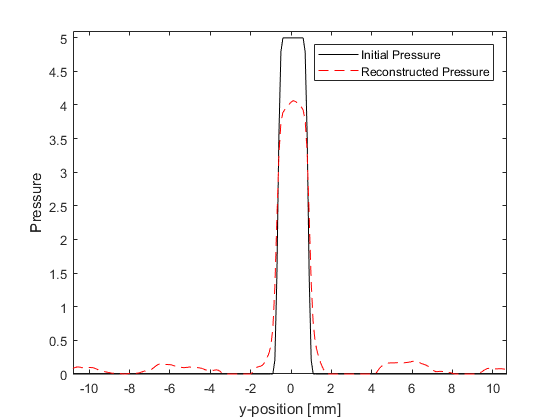 Initial Pressure
Reconstructed Pressure
5
4.5
4
3.5
3
2.5
2
1.5
1
0.5
0
Pressure
-10 -8 -6 -4 -2 0 2 4 6 8 10
y-position [mm]